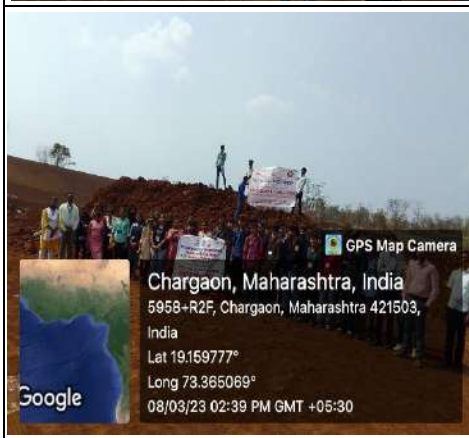 GPS Map Camera
Chargaon, Maharashtra, India
5958+R2F, Chargaon, Maharashtra 421503,
India
Lat 19.159777°
Long 73.365069°
08/03/23 02:39 PM GMT +05:30
Google